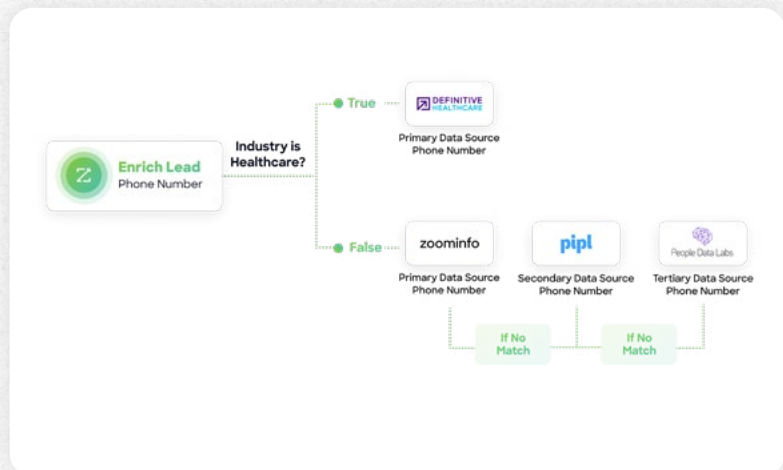 Industry is
Healthcare?
Z
Enrich Lead
Phone Number
True
DEFINITIVE
HEALTHCARE
Primary Data Source
Phone Number
False
zoominfo
Primary Data Source
Phone Number
pipl
Secondary Data Source
Phone Number
People Data Labs
Tertiary Data Source
Phone Number
If No
Match
If No
Match